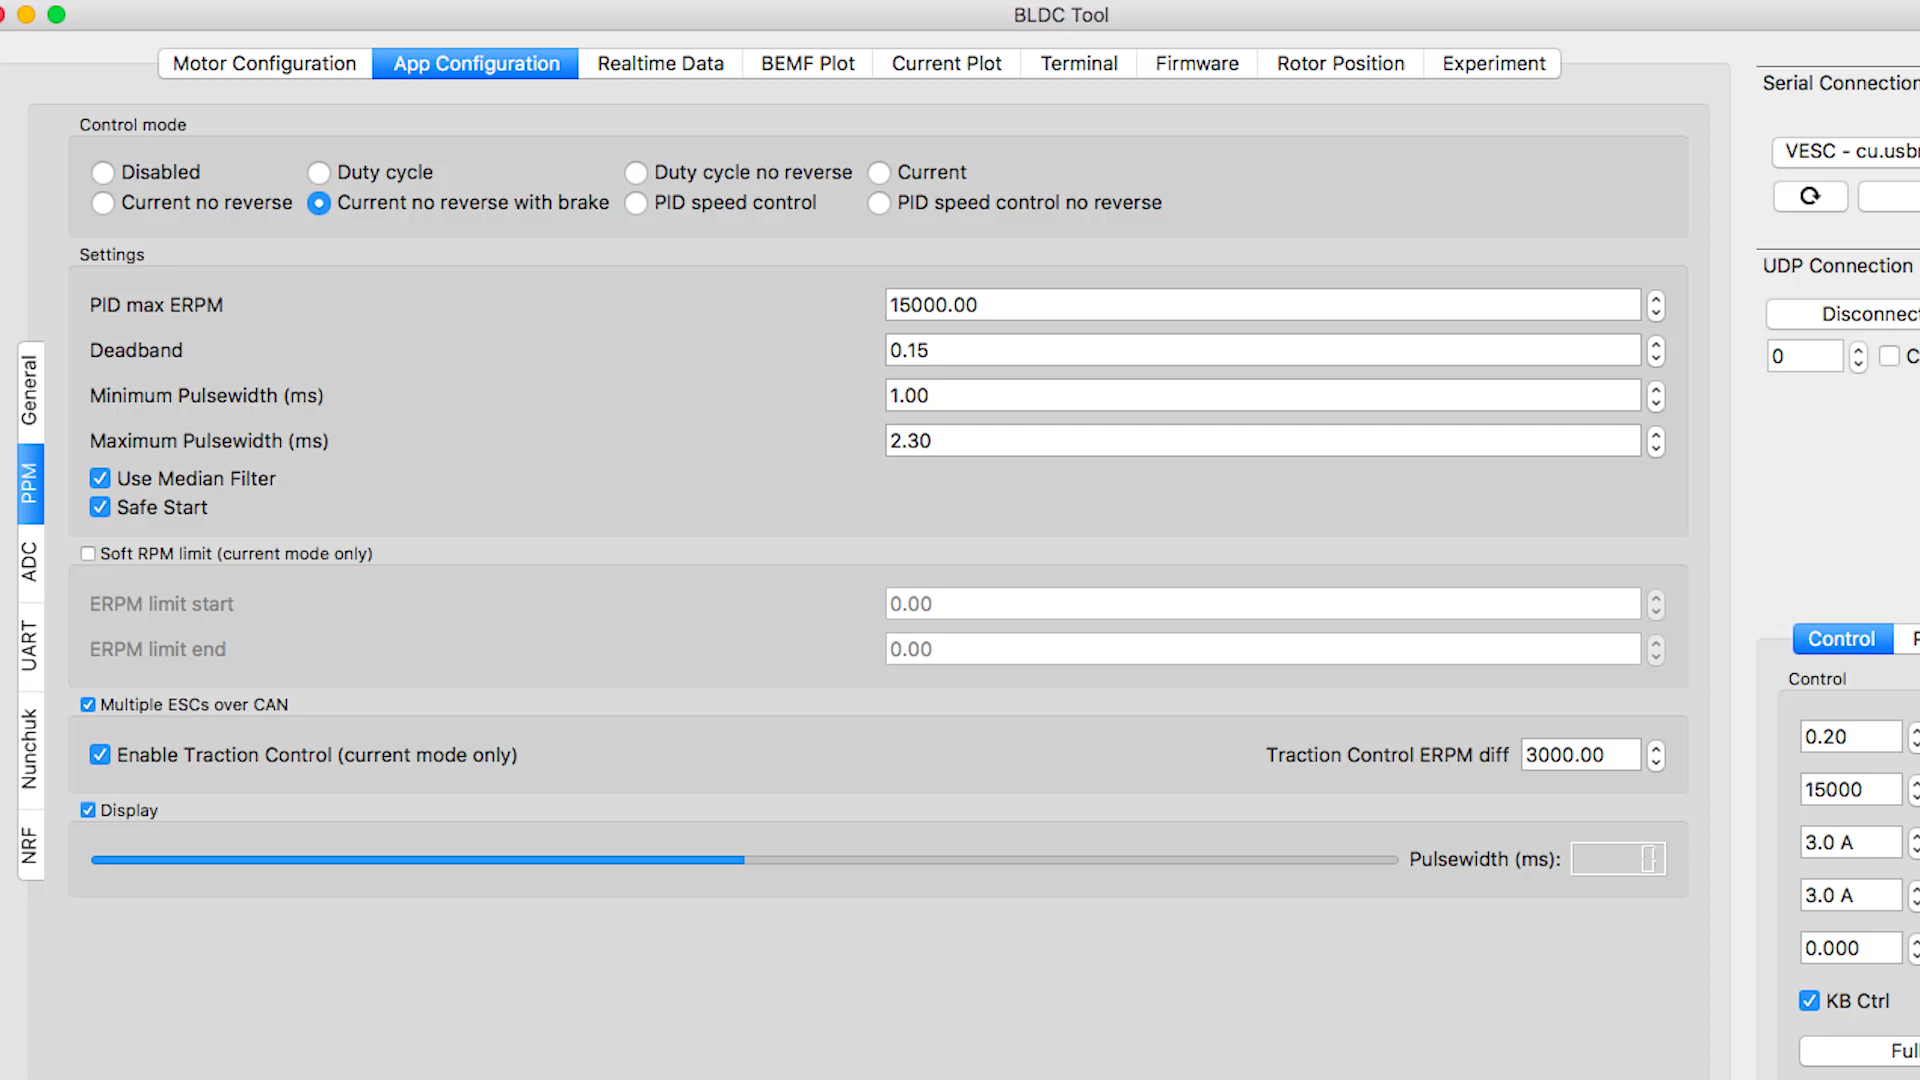 BLDC Tool
Motor Configuration App Configuration Realtime Data BEMF Plot Current Plot Terminal Firmware Rotor Position Experiment
Control mode
Disabled Duty cycle Duty cycle no reverse Current
Current no reverse Current no reverse with brake PID speed control PID speed control no reverse
Settings
PID max ERPM 15000.00
Deadband 0.15
Minimum Pulsewidth (ms) 1.00
Maximum Pulsewidth (ms) 2.30
Use Median Filter
Safe Start
Soft RPM limit (current mode only)
ERPM limit start 0.00
ERPM limit end 0.00
Multiple ESCs over CAN
Enable Traction Control (current mode only) Traction Control ERPM diff 3000.00
Display
Pulsewidth (ms): 0
General
PPM
ADC
UART
Nunchuk
NRF
Serial Connection
VESC - cu.usb
UDP Connection
Disconnect
0
Control
Control
0.20
15000
3.0 A
3.0 A
0.000
KB Ctrl
Full